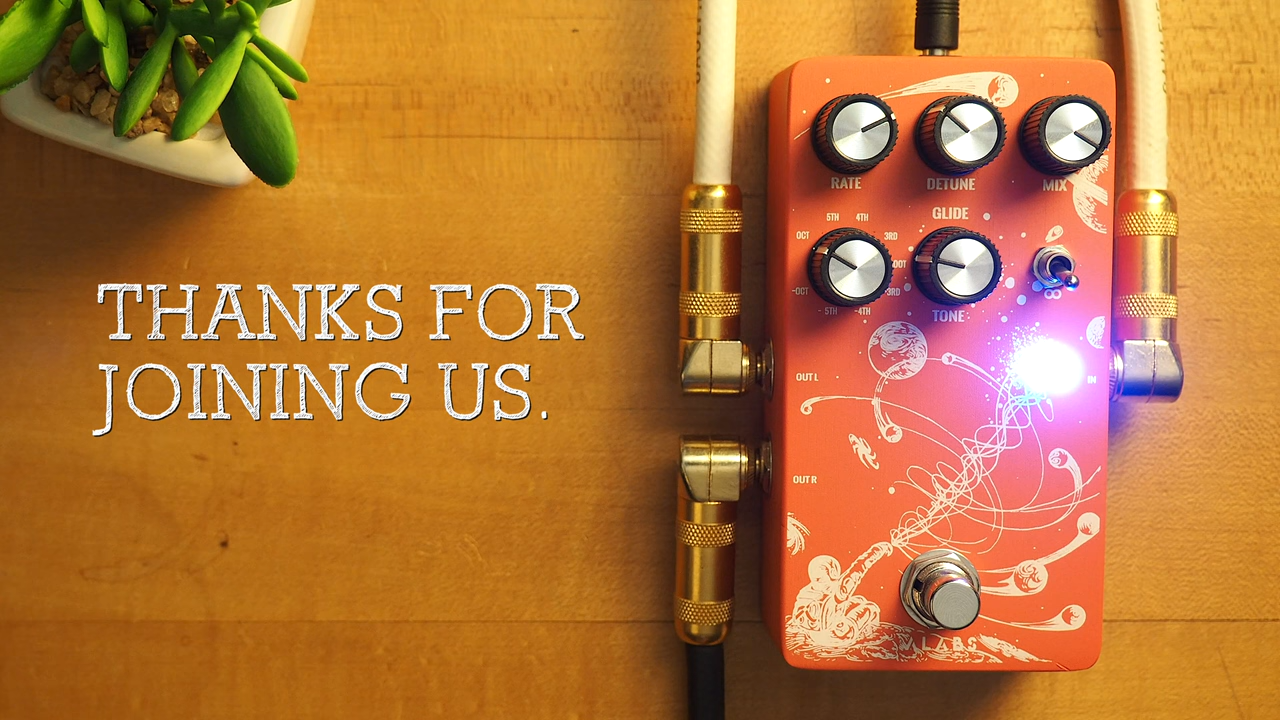 THANKS FOR
JOINING US.
RATE DETUNE MIX
GLIDE
5TH 4TH
OCT 3RD
-OCT -3RD
-5TH -4TH
TONE
OUT L
IN
OUT R
LABS